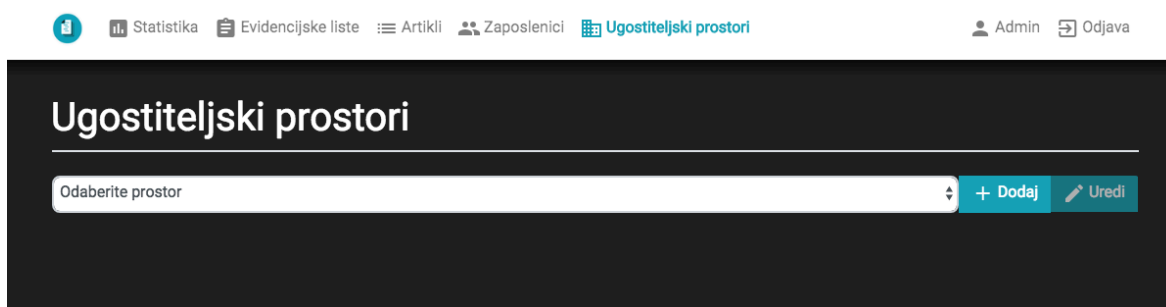 Statistika Evidencijske liste Artikli Zaposlenici Ugostiteljski prostori Admin Odjava
Ugostiteljski prostori
Odaberite prostor + Dodaj Uredi